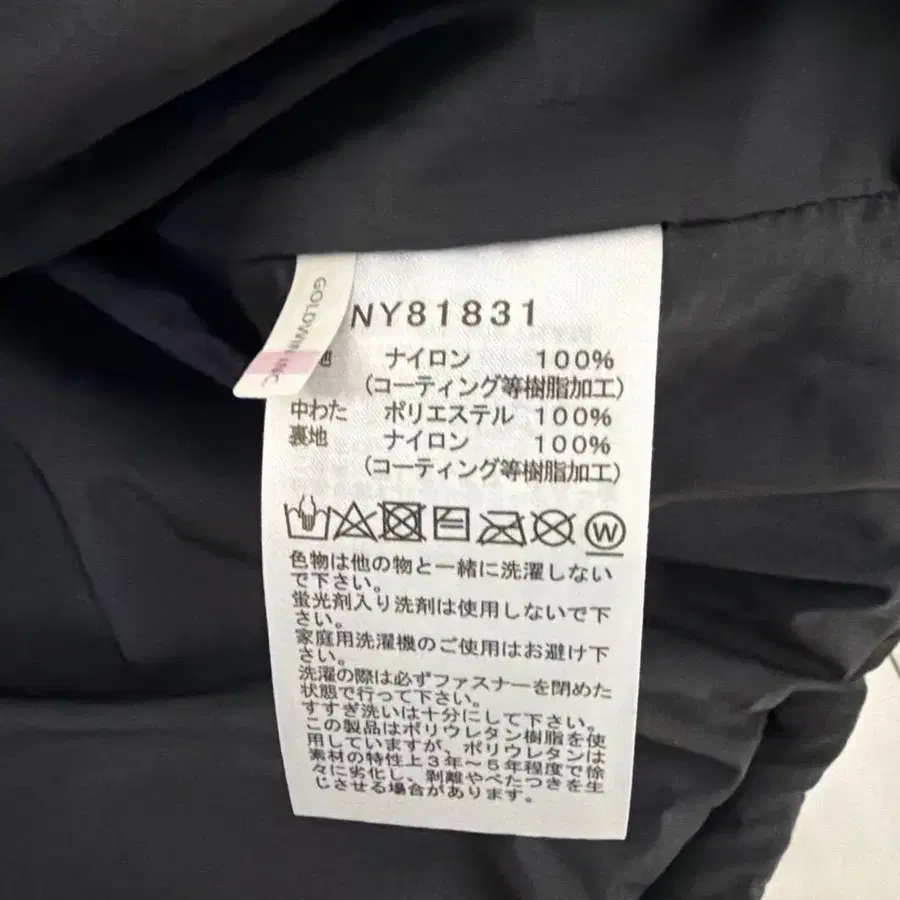 GOLDWIN INC.
NY81831
地 ナイロン 100%
(コーティング等樹脂加工)
中わた ポリエステル 100%
裏地 ナイロン 100%
(コーティング等樹脂加工)
W
色物は他の物と一緒に洗濯しない
で下さい。
蛍光剤入り洗剤は使用しないで下
さい。
家庭用洗濯機のご使用はお避け下
さい。
洗濯の際は必ずファスナーを閉めた
状態で行って下さい。
すすぎ洗いは十分にして下さい。
この製品はポリウレタン樹脂を使
用していますが、ポリウレタンは
素材の特性上3年〜5年程度で徐
々に劣化し、剥離やべたつきを生
じさせる場合があります。